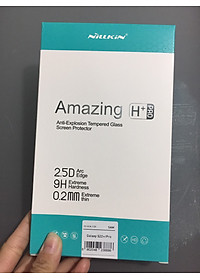 NILLKIN
Amazing H+ PRO
Anti-Explosion Tempered Glass
Screen Protector
2.5D Arc Edge
9H Extreme Hardness
0.2mm Extreme thin